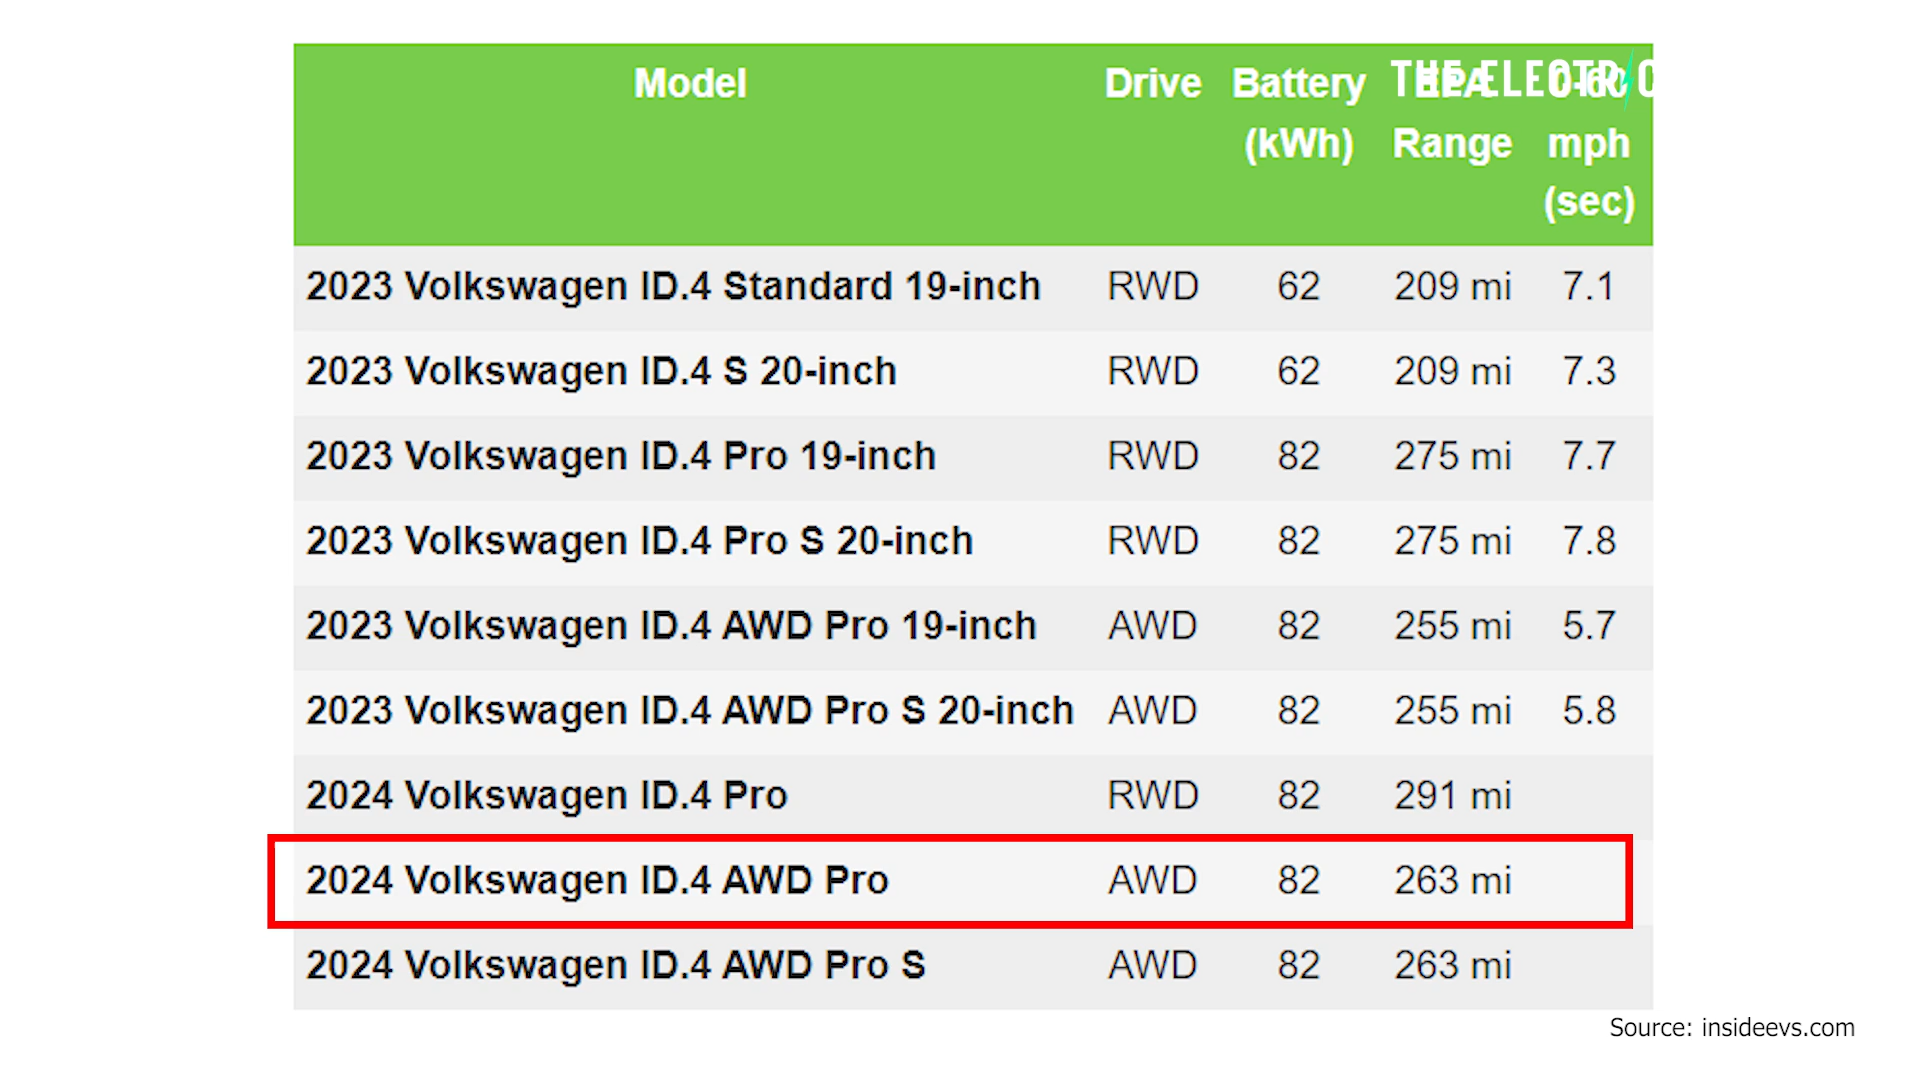 Model Drive Battery (kWh) EPA Range 0-60 mph (sec)
THE ELECTR C
2023 Volkswagen ID.4 Standard 19-inch RWD 62 209 mi 7.1
2023 Volkswagen ID.4 S 20-inch RWD 62 209 mi 7.3
2023 Volkswagen ID.4 Pro 19-inch RWD 82 275 mi 7.7
2023 Volkswagen ID.4 Pro S 20-inch RWD 82 275 mi 7.8
2023 Volkswagen ID.4 AWD Pro 19-inch AWD 82 255 mi 5.7
2023 Volkswagen ID.4 AWD Pro S 20-inch AWD 82 255 mi 5.8
2024 Volkswagen ID.4 Pro RWD 82 291 mi
2024 Volkswagen ID.4 AWD Pro AWD 82 263 mi
2024 Volkswagen ID.4 AWD Pro S AWD 82 263 mi
Source: insideevs.com